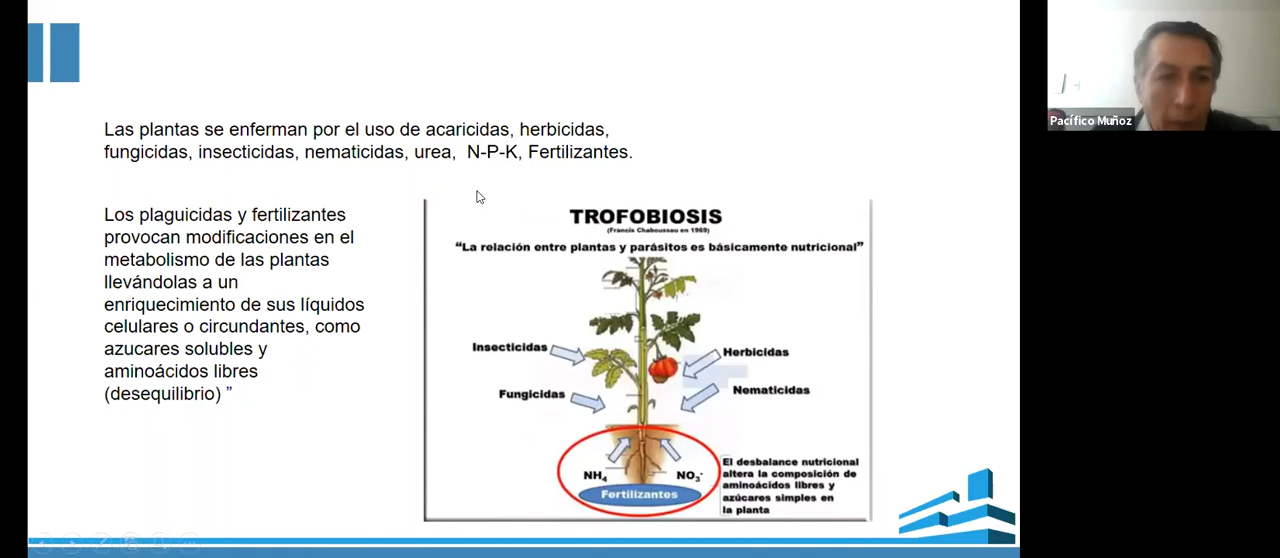 Las plantas se enferman por el uso de acaricidas, herbicidas,
fungicidas, insecticidas, nematicidas, urea, N-P-K, Fertilizantes.
Los plaguicidas y fertilizantes
provocan modificaciones en el
metabolismo de las plantas
llevándolas a un
enriquecimiento de sus líquidos
celulares o circundantes, como
azucares solubles y
aminoácidos libres
(desequilibrio) ”
TROFOBIOSIS
(Francis Chaboussau en 1969)
“La relación entre plantas y parásitos es básicamente nutricional”
Insecticidas
Herbicidas
Fungicidas
Nematicidas
NH4
NO3-
Fertilizantes
El desbalance nutricional
altera la composición de
aminoácidos libres y
azúcares simples en
la planta
Pacífico Muñoz